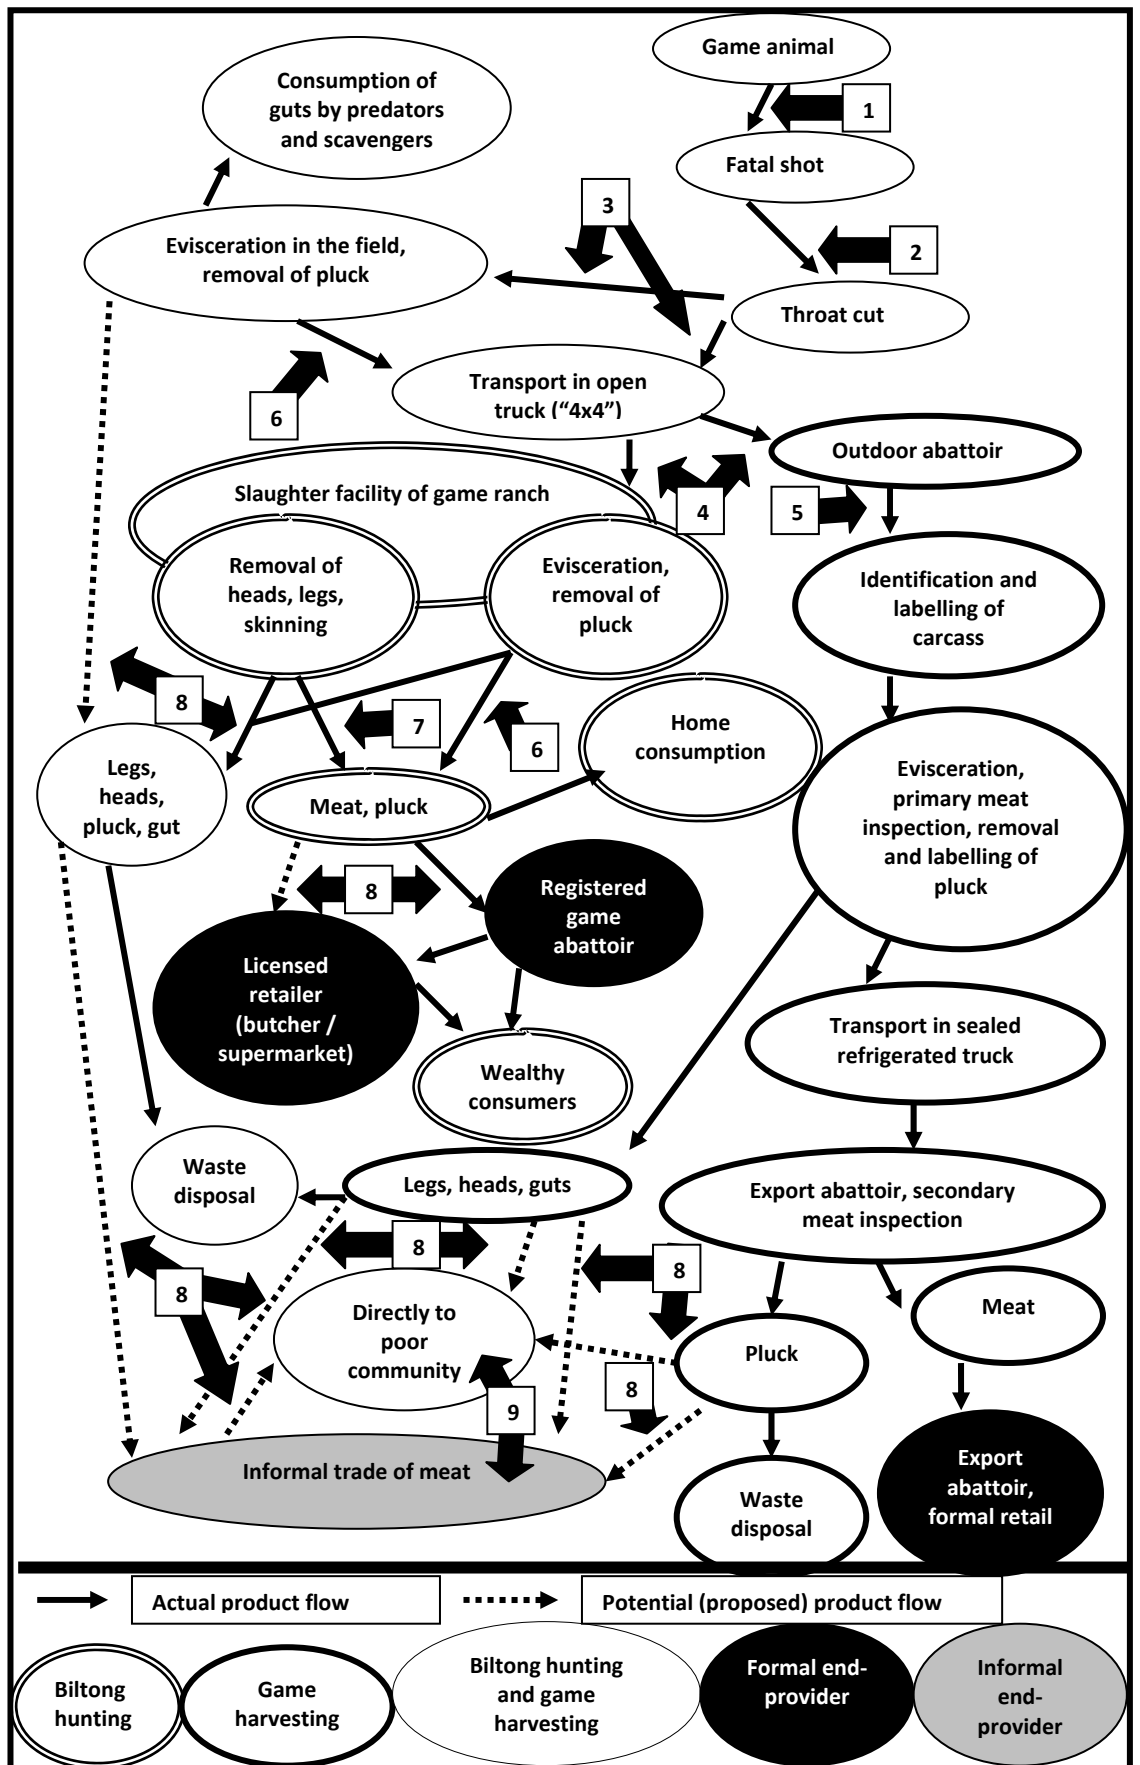 Game animal
Consumption of
guts by predators
and scavengers
1
Fatal shot
3
Evisceration in the field,
removal of pluck
2
Throat cut
Transport in open
truck (“4x4”)
6
Outdoor abattoir
Slaughter facility of game ranch
4
5
Removal of
heads, legs,
skinning
Evisceration,
removal of
pluck
Identification and
labelling of
carcass
8
7
6
Home
consumption
Legs,
heads,
pluck, gut
Meat, pluck
Evisceration,
primary meat
inspection, removal
and labelling of
pluck
8
Registered
game
abattoir
Licensed
retailer
(butcher /
supermarket)
Transport in sealed
refrigerated truck
Wealthy
consumers
Waste
disposal
Legs, heads, guts
Export abattoir, secondary
meat inspection
8
8
8
Directly to
poor
community
Meat
Pluck
8
9
Informal trade of meat
Waste
disposal
Export
abattoir,
formal retail
Actual product flow
Potential (proposed) product flow
Biltong
hunting
Game
harvesting
Biltong hunting
and game
harvesting
Formal end-
provider
Informal
end-
provider